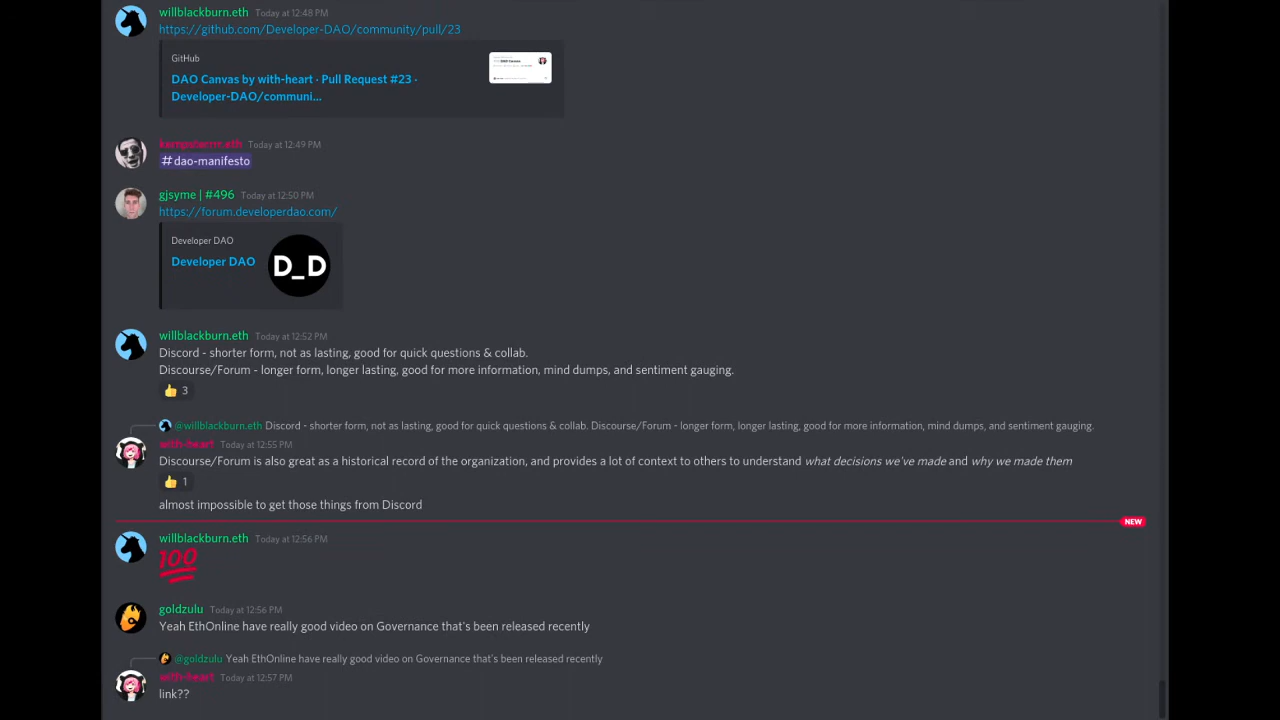 willblackburn.eth Today at 12:48 PM
https://github.com/Developer-DAO/community/pull/23
GitHub
DAO Canvas by with-heart · Pull Request #23 ·
Developer-DAO/communi...
kempsterrrr.eth Today at 12:49 PM
#dao-manifesto
gjsyme | #496 Today at 12:50 PM
https://forum.developerdao.com/
Developer DAO
Developer DAO
D_D
willblackburn.eth Today at 12:52 PM
Discord - shorter form, not as lasting, good for quick questions & collab.
Discourse/Forum - longer form, longer lasting, good for more information, mind dumps, and sentiment gauging.
👍 3
@willblackburn.eth Discord - shorter form, not as lasting, good for quick questions & collab. Discourse/Forum - longer form, longer lasting, good for more information, mind dumps, and sentiment gauging.
with-heart Today at 12:55 PM
Discourse/Forum is also great as a historical record of the organization, and provides a lot of context to others to understand what decisions we've made and why we made them
👍 1
almost impossible to get those things from Discord
NEW
willblackburn.eth Today at 12:56 PM
100
goldzulu Today at 12:56 PM
Yeah EthOnline have really good video on Governance that's been released recently
@goldzulu Yeah EthOnline have really good video on Governance that's been released recently
with-heart Today at 12:57 PM
link??